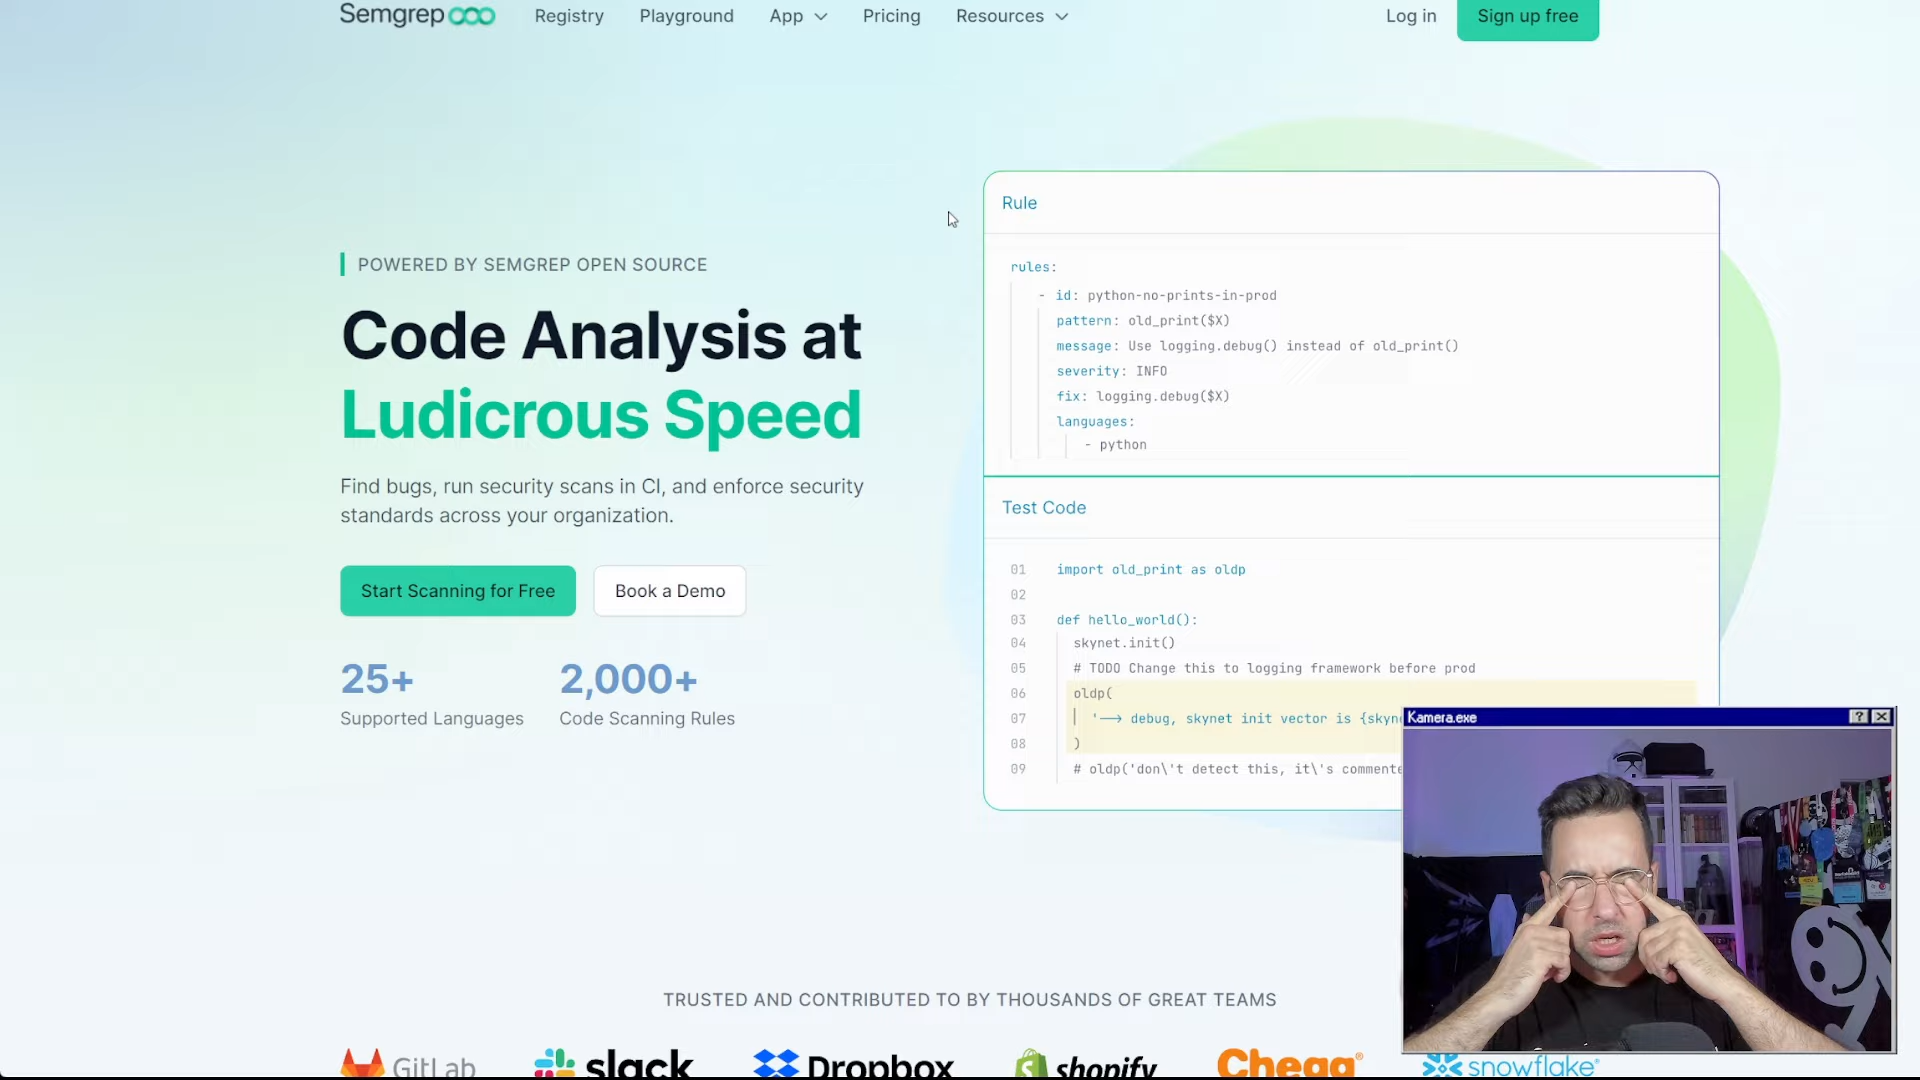 Semgrep
Registry
Playground
App
Pricing
Resources
Log in
Sign up free
POWERED BY SEMGREP OPEN SOURCE
Code Analysis at
Ludicrous Speed
Find bugs, run security scans in CI, and enforce security
standards across your organization.
Start Scanning for Free
Book a Demo
25+
Supported Languages
2,000+
Code Scanning Rules
Rule
rules:
- id: python-no-prints-in-prod
pattern: old_print($X)
message: Use logging.debug() instead of old_print()
severity: INFO
fix: logging.debug($X)
languages:
- python
Test Code
01 import old_print as oldp
02
03 def hello_world():
04 skynet.init()
05 # TODO Change this to logging framework before prod
06 oldp(
07 '—> debug, skynet init vector is {skyn
08 )
09 # oldp('don\'t detect this, it\'s commente
Kamera.exe
TRUSTED AND CONTRIBUTED TO BY THOUSANDS OF GREAT TEAMS
GitLab
slack
Dropbox
shopify
Chegg
snowflake